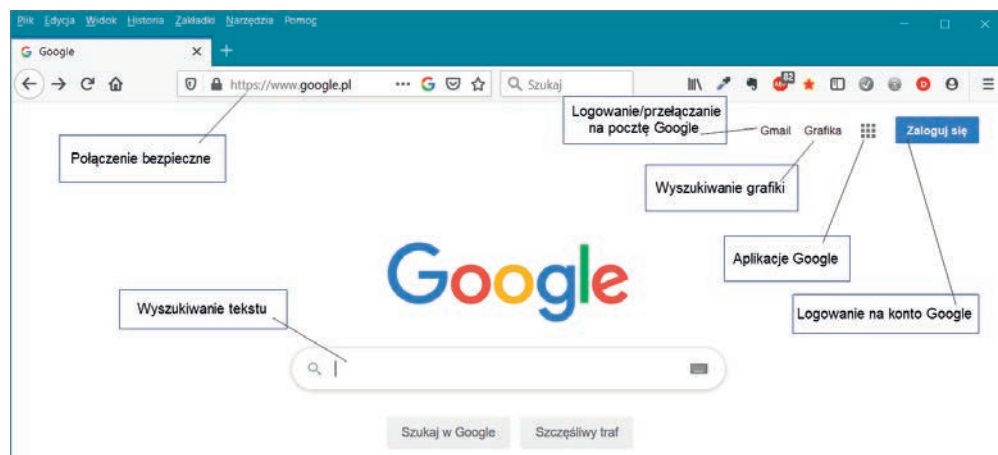 Plik Edycja Widok Historia Zakładki Narzędzia Pomoc
Google
https://www.google.pl
Szukaj
Logowanie/przełączanie
na pocztę Google
Gmail Grafika
Zaloguj się
Połączenie bezpieczne
Wyszukiwanie grafiki
Aplikacje Google
Google
Wyszukiwanie tekstu
Logowanie na konto Google
Szukaj w Google
Szczęśliwy traf